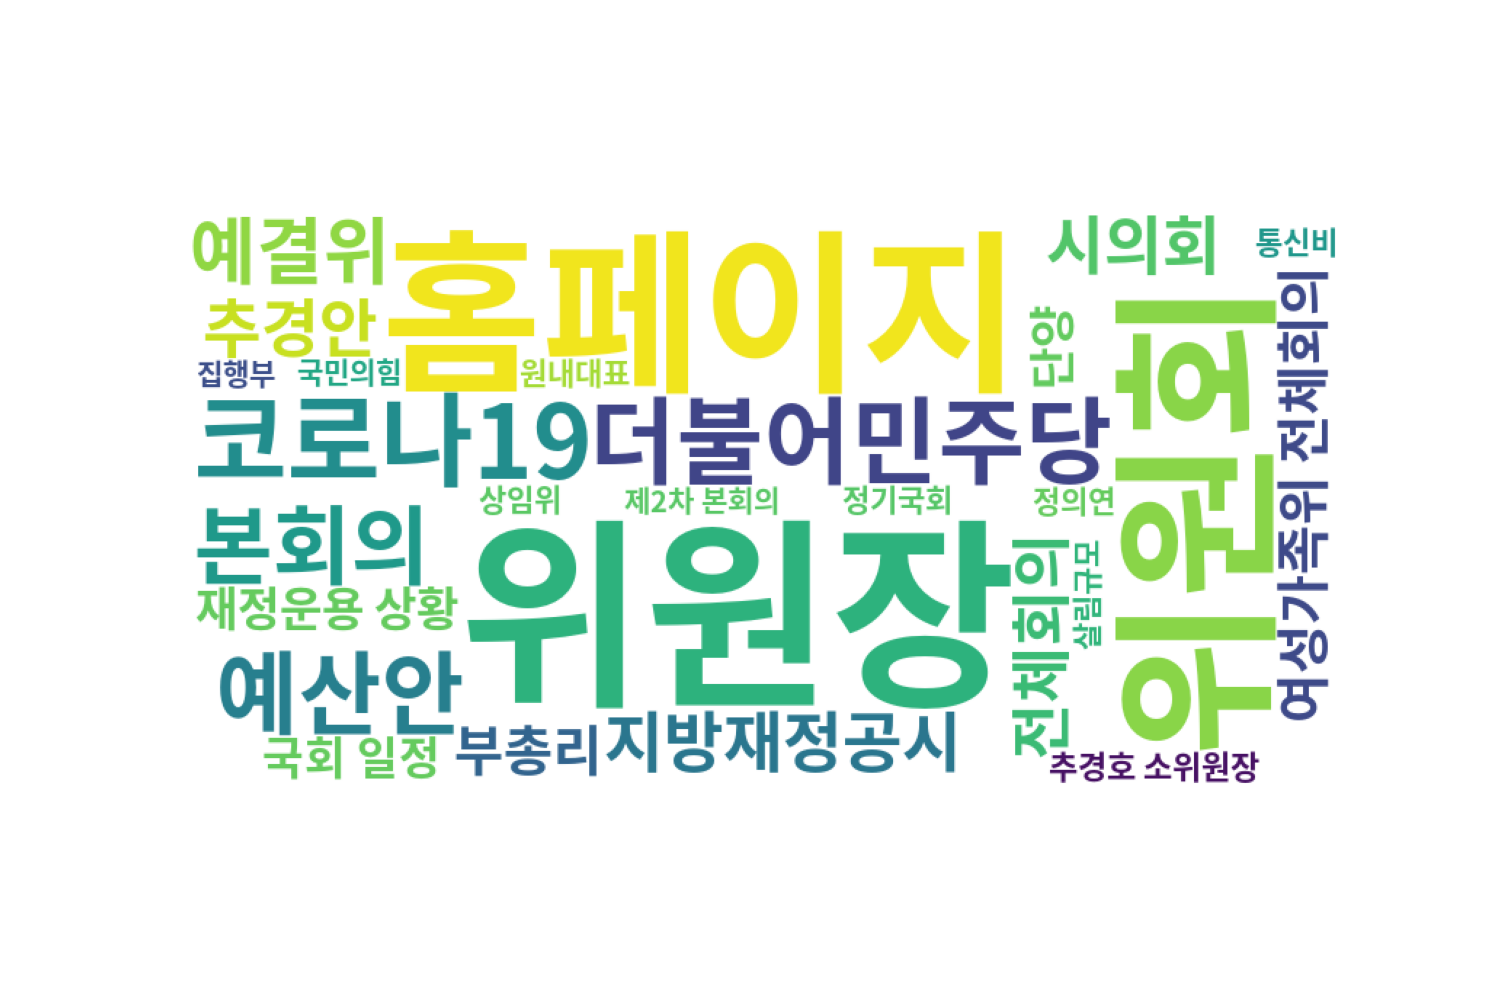 예결위
홈페이지
시의회
통신비
추경안
집행부
국민의힘
원내대표
단양
위원회
여성가족위 전체회의
코로나19
더불어민주당
상임위
제2차 본회의
정기국회
정의연
본회의
위원장
전체회의
살림규모
재정운용 상황
예산안
국회 일정
부총리
지방재정공시
추경호 소위원장